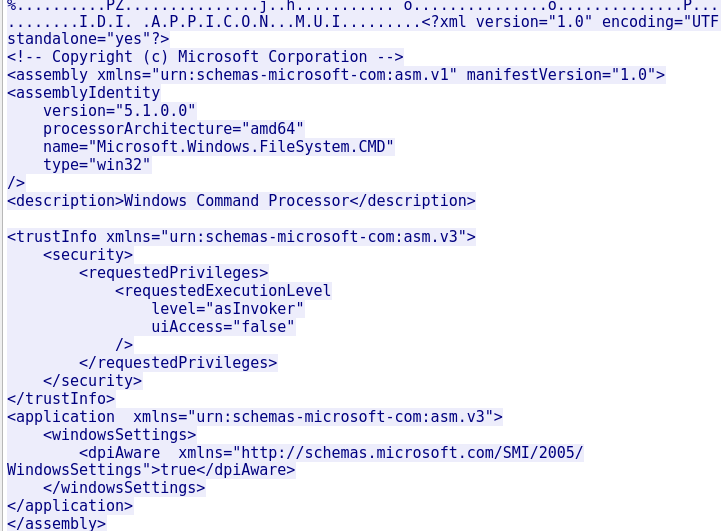 %..........PZ...............j..h........... o...............o..............P...
........I.D.I. .A.P.P.I.C.O.N...M.U.I.........<?xml version="1.0" encoding="UTF
standalone="yes"?>
<!-- Copyright (c) Microsoft Corporation -->
<assembly xmlns="urn:schemas-microsoft-com:asm.v1" manifestVersion="1.0">
<assemblyIdentity
    version="5.1.0.0"
    processorArchitecture="amd64"
    name="Microsoft.Windows.FileSystem.CMD"
    type="win32"
/>
<description>Windows Command Processor</description>

<trustInfo xmlns="urn:schemas-microsoft-com:asm.v3">
    <security>
        <requestedPrivileges>
            <requestedExecutionLevel
                level="asInvoker"
                uiAccess="false"
            />
        </requestedPrivileges>
    </security>
</trustInfo>
<application  xmlns="urn:schemas-microsoft-com:asm.v3">
    <windowsSettings>
        <dpiAware  xmlns="http://schemas.microsoft.com/SMI/2005/
WindowsSettings">true</dpiAware>
    </windowsSettings>
</application>
</assembly>